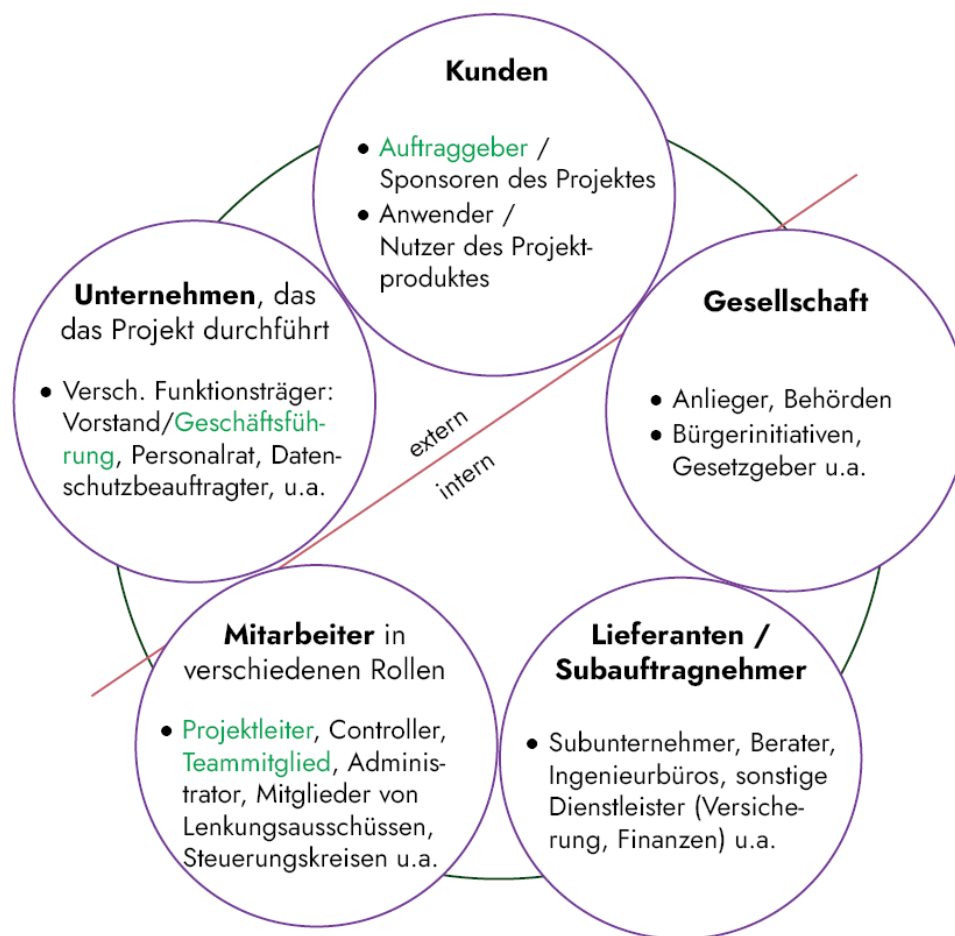 Kunden
● Auftraggeber /
Sponsoren des Projektes
● Anwender /
Nutzer des Projekt-
produktes
Unternehmen, das
das Projekt durchführt
● Versch. Funktionsträger:
Vorstand/Geschäftsfüh-
rung, Personalrat, Daten-
schutzbeauftragter, u.a.
Gesellschaft
● Anlieger, Behörden
● Bürgerinitiativen,
Gesetzgeber u.a.
extern
intern
Mitarbeiter in
verschiedenen Rollen
● Projektleiter, Controller,
Teammitglied, Adminis-
trator, Mitglieder von
Lenkungsausschüssen,
Steuerungskreisen u.a.
Lieferanten /
Subauftragnehmer
● Subunternehmer, Berater,
Ingenieurbüros, sonstige
Dienstleister (Versiche-
rung, Finanzen) u.a.